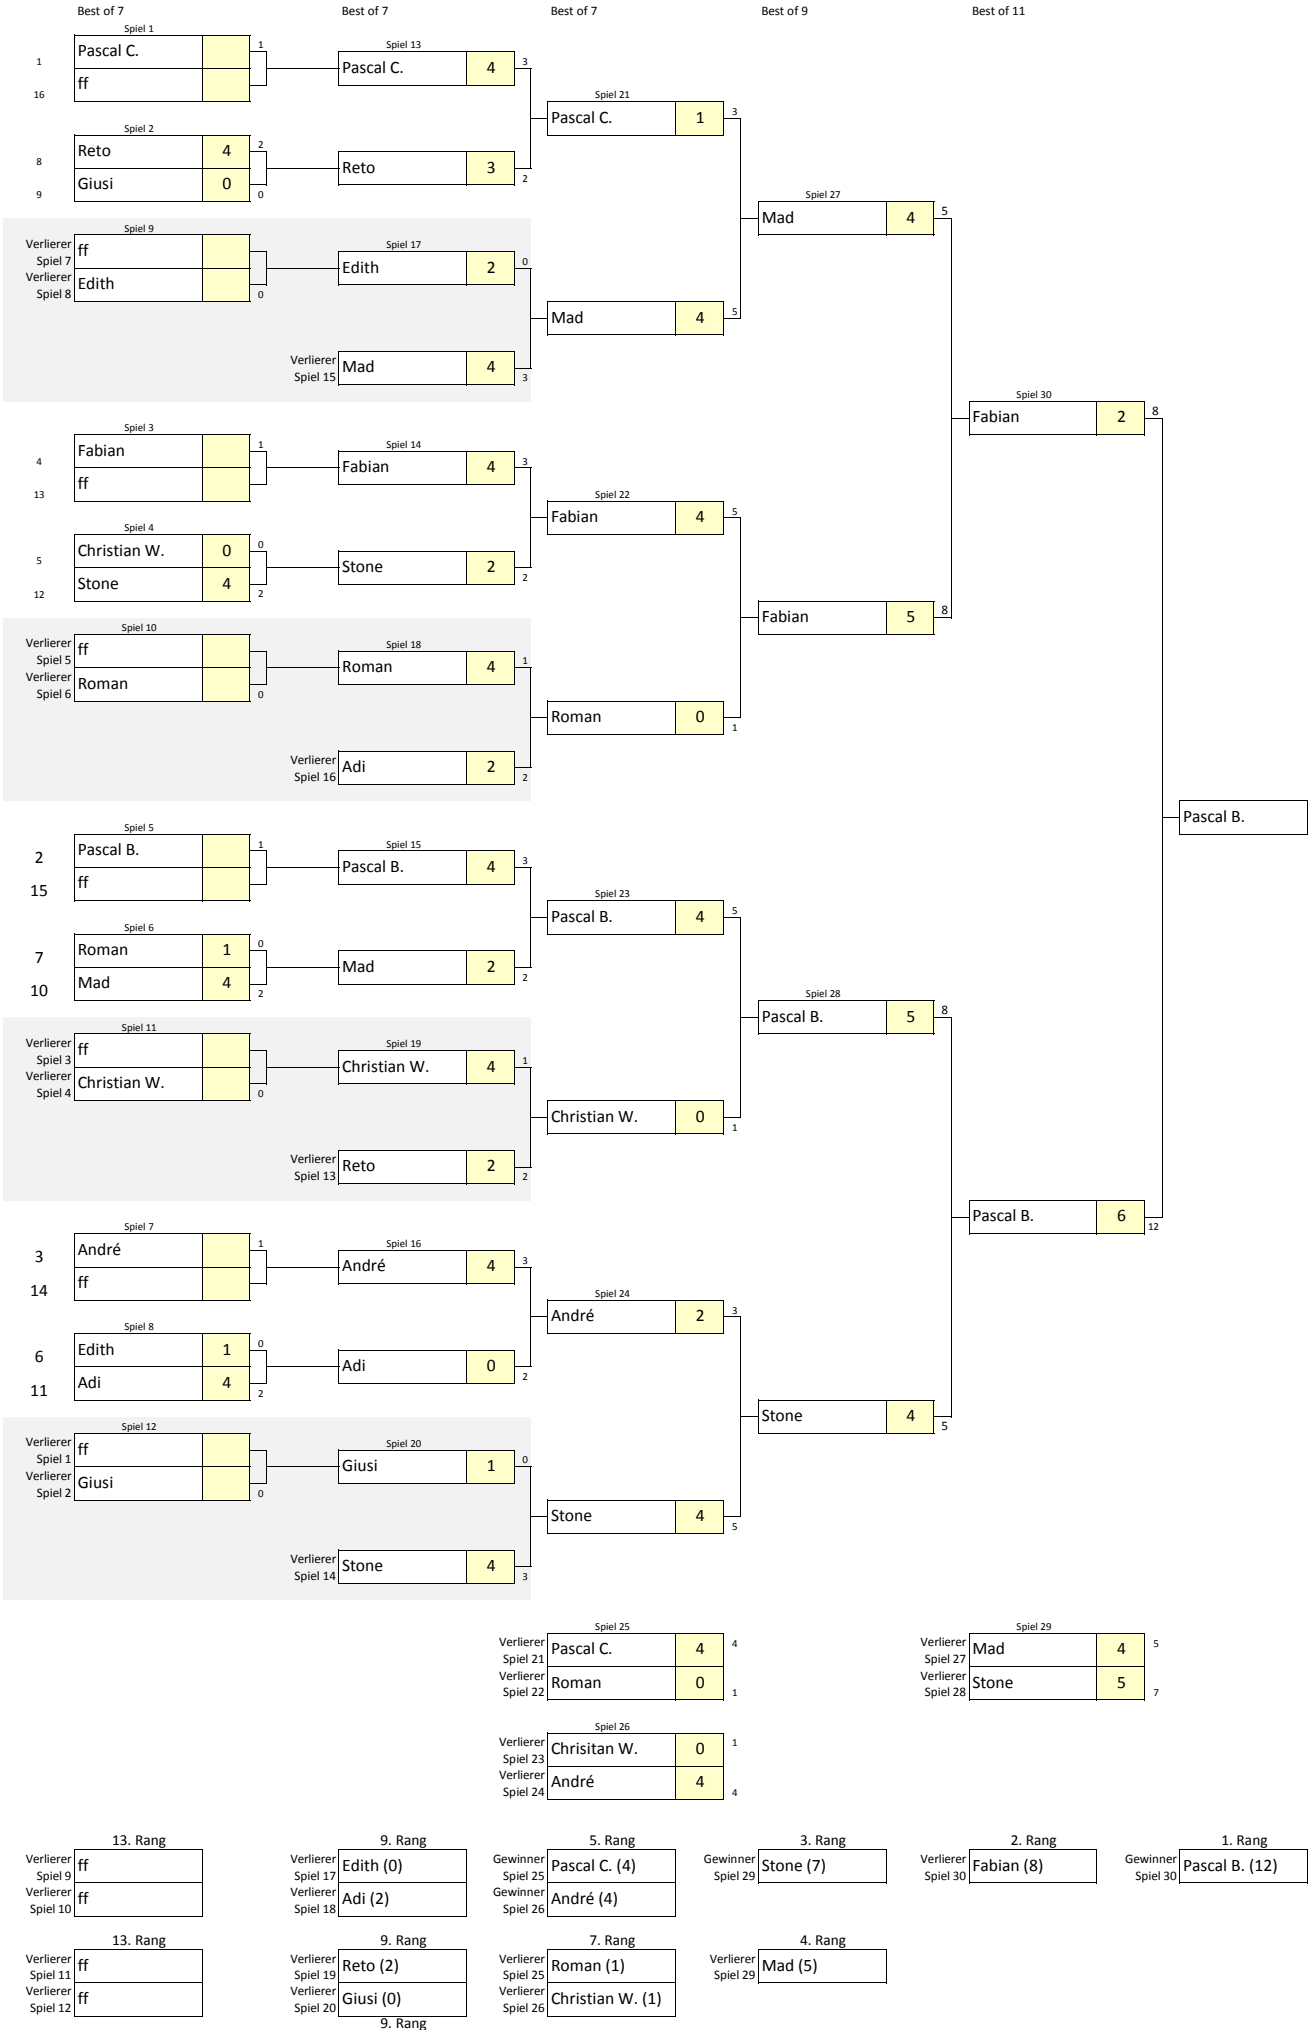 Best of 7 Best of 7 Best of 7 Best of 9 Best of 11
Spiel 1
1 Pascal C. 1
16 ff
Spiel 13
Pascal C. 4 3
Spiel 21
Pascal C. 1 3
Spiel 2
8 Reto 4 2
9 Giusi 0 0
Reto 3 2
Spiel 27
Mad 4 5
Spiel 9
Verlierer Spiel 7 ff
Verlierer Spiel 8 Edith 0
Spiel 17
Edith 2 0
Mad 4 5
Verlierer Spiel 15 Mad 4 3
Spiel 30
Fabian 2 8
Spiel 3
4 Fabian 1
13 ff
Spiel 14
Fabian 4 3
Spiel 22
Fabian 4 5
Spiel 4
5 Christian W. 0 0
12 Stone 4 2
Stone 2 2
Fabian 5 8
Spiel 10
Verlierer Spiel 5 ff
Verlierer Spiel 6 Roman 0
Spiel 18
Roman 4 1
Roman 0 1
Verlierer Spiel 16 Adi 2 2
Pascal B.
Spiel 5
2 Pascal B. 1
15 ff
Spiel 15
Pascal B. 4 3
Spiel 23
Pascal B. 4 5
Spiel 6
7 Roman 1 0
10 Mad 4 2
Mad 2 2
Spiel 28
Pascal B. 5 8
Spiel 11
Verlierer Spiel 3 ff
Verlierer Spiel 4 Christian W. 0
Spiel 19
Christian W. 4 1
Christian W. 0 1
Verlierer Spiel 13 Reto 2 2
Pascal B. 6 12
Spiel 7
3 André 1
14 ff
Spiel 16
André 4 3
Spiel 24
André 2 3
Spiel 8
6 Edith 1 0
11 Adi 4 2
Adi 0 2
Stone 4 5
Spiel 12
Verlierer Spiel 1 ff
Verlierer Spiel 2 Giusi 0
Spiel 20
Giusi 1 0
Stone 4 5
Verlierer Spiel 14 Stone 4 3
Spiel 25
Verlierer Spiel 21 Pascal C. 4 4
Verlierer Spiel 22 Roman 0 1
Spiel 29
Verlierer Spiel 27 Mad 4 5
Verlierer Spiel 28 Stone 5 7
Spiel 26
Verlierer Spiel 23 Chrisitan W. 0 1
Verlierer Spiel 24 André 4 4
13. Rang 9. Rang 5. Rang 3. Rang 2. Rang 1. Rang
Verlierer Spiel 9 ff Verlierer Spiel 17 Edith (0) Gewinner Spiel 25 Pascal C. (4) Gewinner Spiel 29 Stone (7) Verlierer Spiel 30 Fabian (8) Gewinner Spiel 30 Pascal B. (12)
Verlierer Spiel 10 ff Verlierer Spiel 18 Adi (2) Gewinner Spiel 26 André (4)
13. Rang 9. Rang 7. Rang 4. Rang
Verlierer Spiel 11 ff Verlierer Spiel 19 Reto (2) Verlierer Spiel 25 Roman (1) Verlierer Spiel 29 Mad (5)
Verlierer Spiel 12 ff Verlierer Spiel 20 Giusi (0) Verlierer Spiel 26 Christian W. (1)
9. Rang